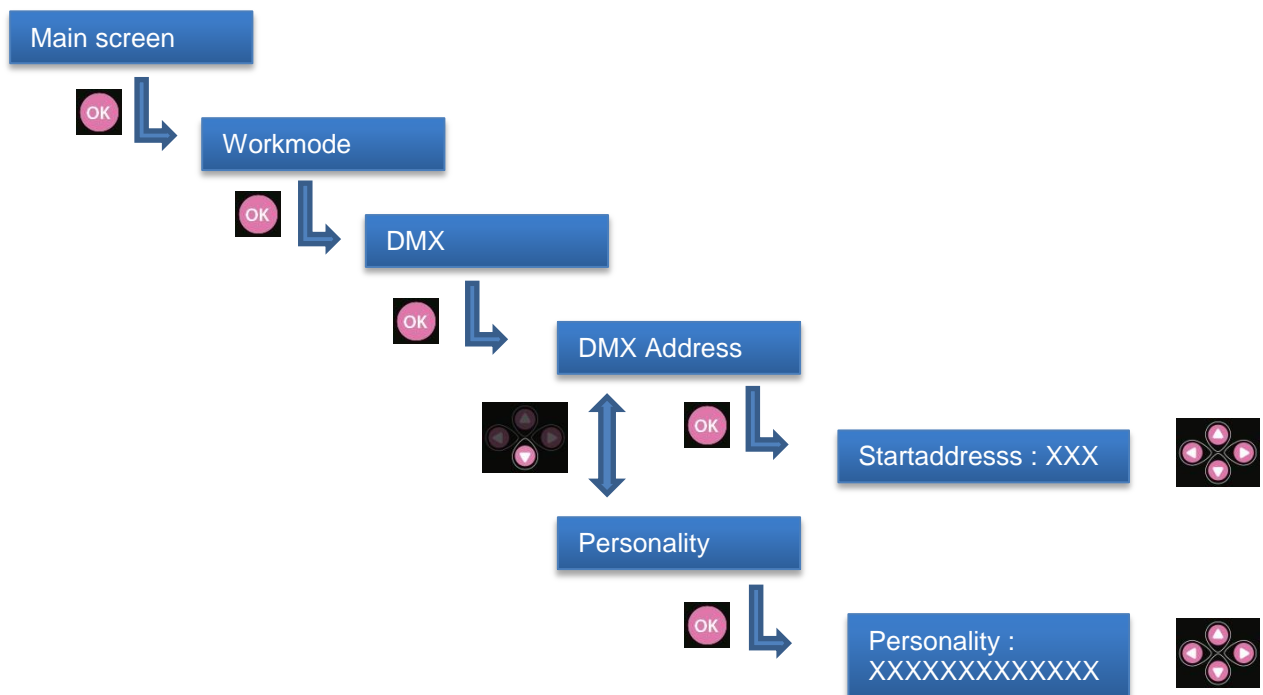 Main screen
OK
Workmode
OK
DMX
OK
DMX Address
OK
Startaddresss : XXX
Personality
OK
Personality :
XXXXXXXXXXXXX